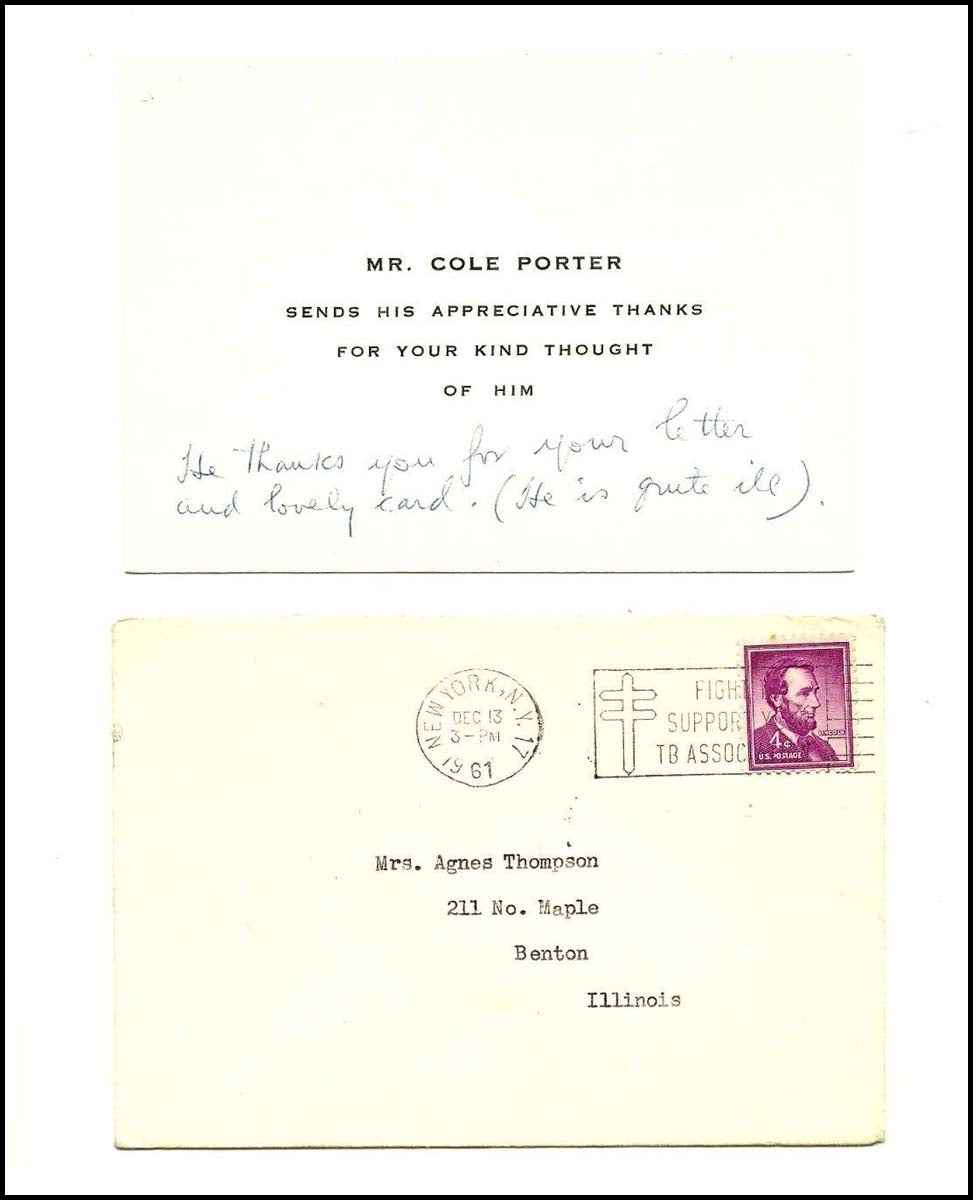 MR. COLE PORTER
SENDS HIS APPRECIATIVE THANKS
FOR YOUR KIND THOUGHT
OF HIM
He thanks you for your letter
and lovely card. (He is quite ill).
NEW YORK, N.Y. 17
DEC 13
3-PM
1961
FIGH
SUPPOR Y
TB ASSOC
LINCOLN
4¢
U.S. POSTAGE
Mrs. Agnes Thompson
211 No. Maple
Benton
Illinois